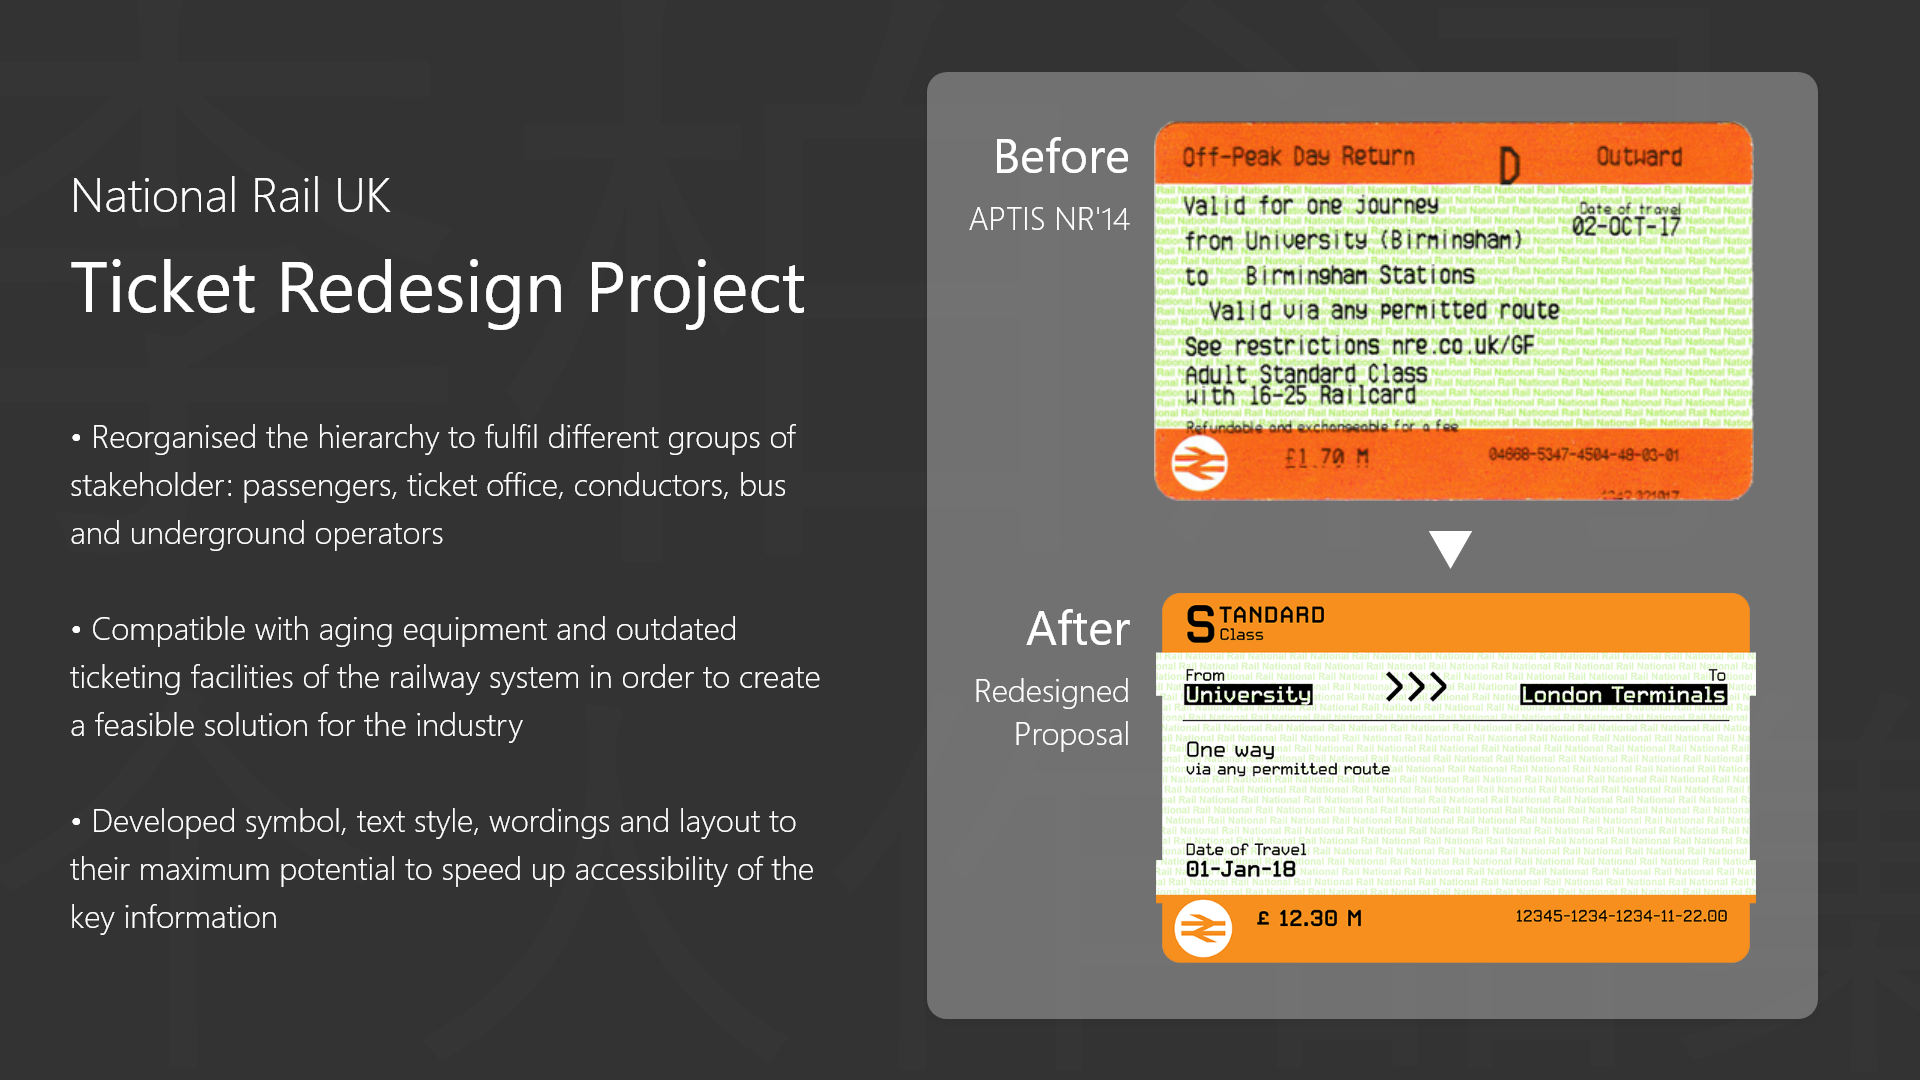 National Rail UK
Ticket Redesign Project
• Reorganised the hierarchy to fulfil different groups of
stakeholder: passengers, ticket office, conductors, bus
and underground operators
• Compatible with aging equipment and outdated
ticketing facilities of the railway system in order to create
a feasible solution for the industry
• Developed symbol, text style, wordings and layout to
their maximum potential to speed up accessibility of the
key information
Before
APTIS NR'14
Off-Peak Day Return D Outward
Valid for one journey
Date of travel
02-OCT-17
from University (Birmingham)
to Birmingham Stations
Valid via any permitted route
See restrictions nre.co.uk/GF
Adult Standard Class
with 16-25 Railcard
Refundable and exchangeable for a fee
£1.70 M 04668-5347-4504-48-03-01
After
Redesigned
Proposal
STANDARD
Class
From To
University >>> London Terminals
One way
via any permitted route
Date of Travel
01-Jan-18
£ 12.30 M 12345-1234-1234-11-22.00